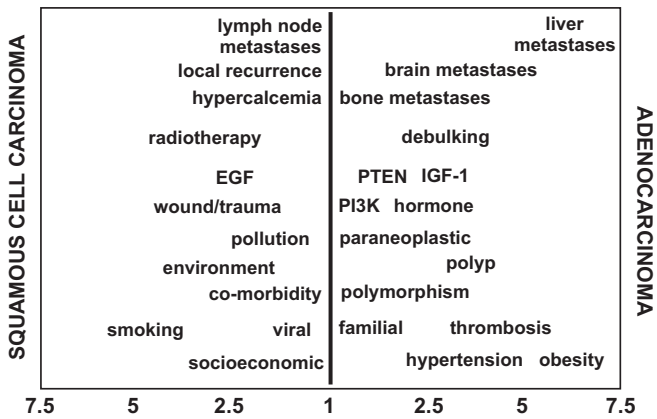 SQUAMOUS CELL CARCINOMA
ADENOCARCINOMA
lymph node
metastases
liver
metastases
local recurrence brain metastases
hypercalcemia bone metastases
radiotherapy debulking
EGF PTEN IGF-1
wound/trauma PI3K hormone
pollution paraneoplastic
environment polyp
co-morbidity polymorphism
smoking viral familial thrombosis
socioeconomic hypertension obesity
7.5 5 2.5 1 2.5 5 7.5